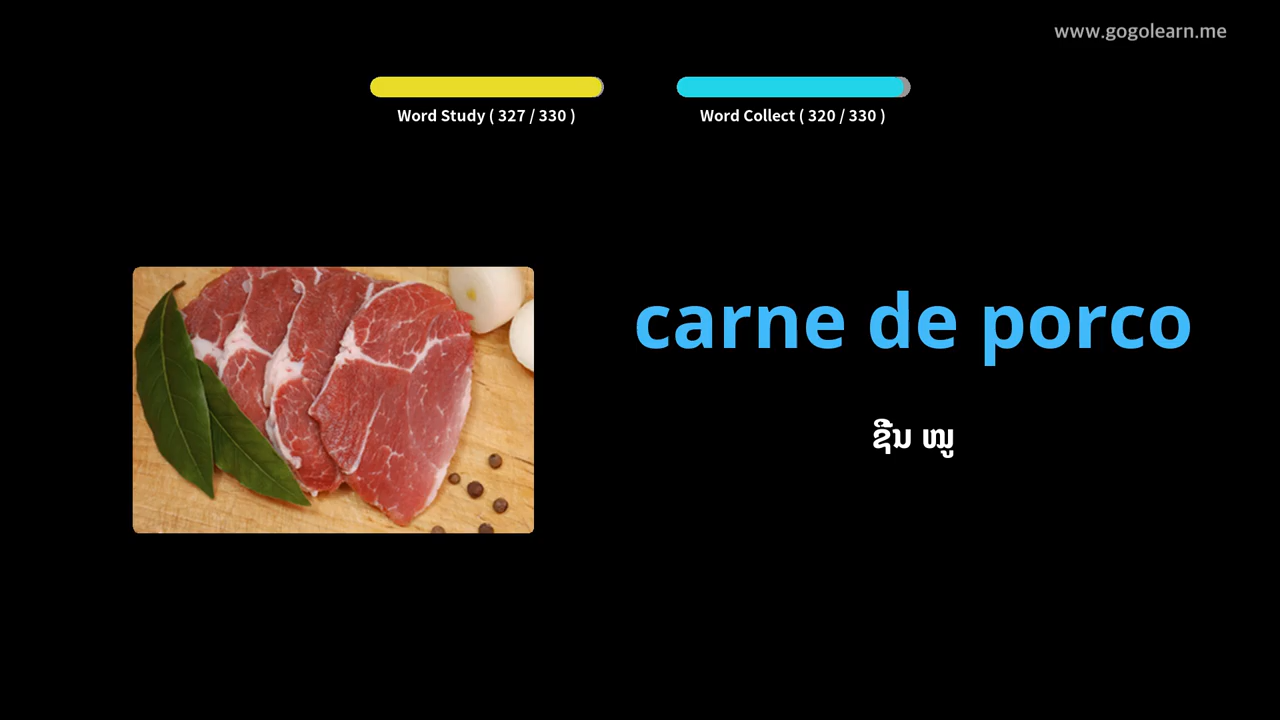 www.gogolearn.me
Word Study ( 327 / 330 )
Word Collect ( 320 / 330 )
carne de porco
ຊີ້ນ ໝູ